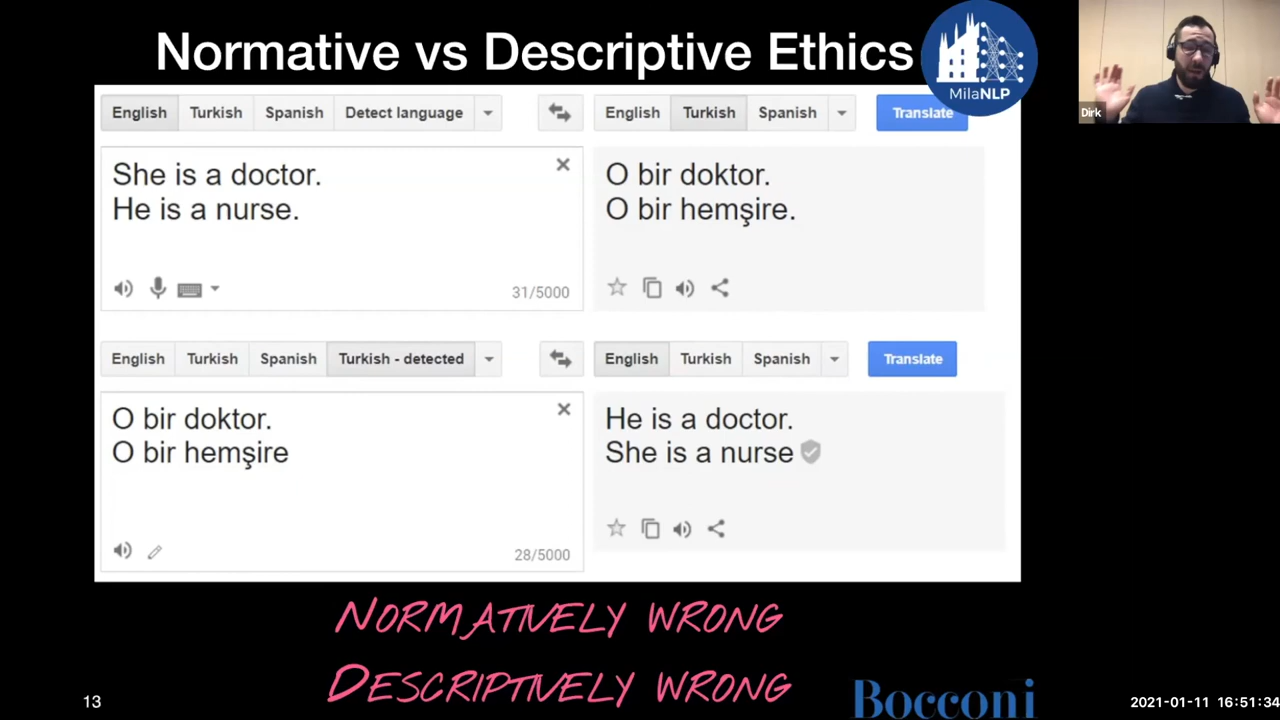 Normative vs Descriptive Ethics
MilaNLP
Dirk
English Turkish Spanish Detect language
English Turkish Spanish Translate
She is a doctor.
He is a nurse.
31/5000
O bir doktor.
O bir hemşire.
English Turkish Spanish Turkish - detected
English Turkish Spanish Translate
O bir doktor.
O bir hemşire
28/5000
He is a doctor.
She is a nurse
NORMATIVELY WRONG
DESCRIPTIVELY WRONG
13
Bocconi
2021-01-11 16:51:34